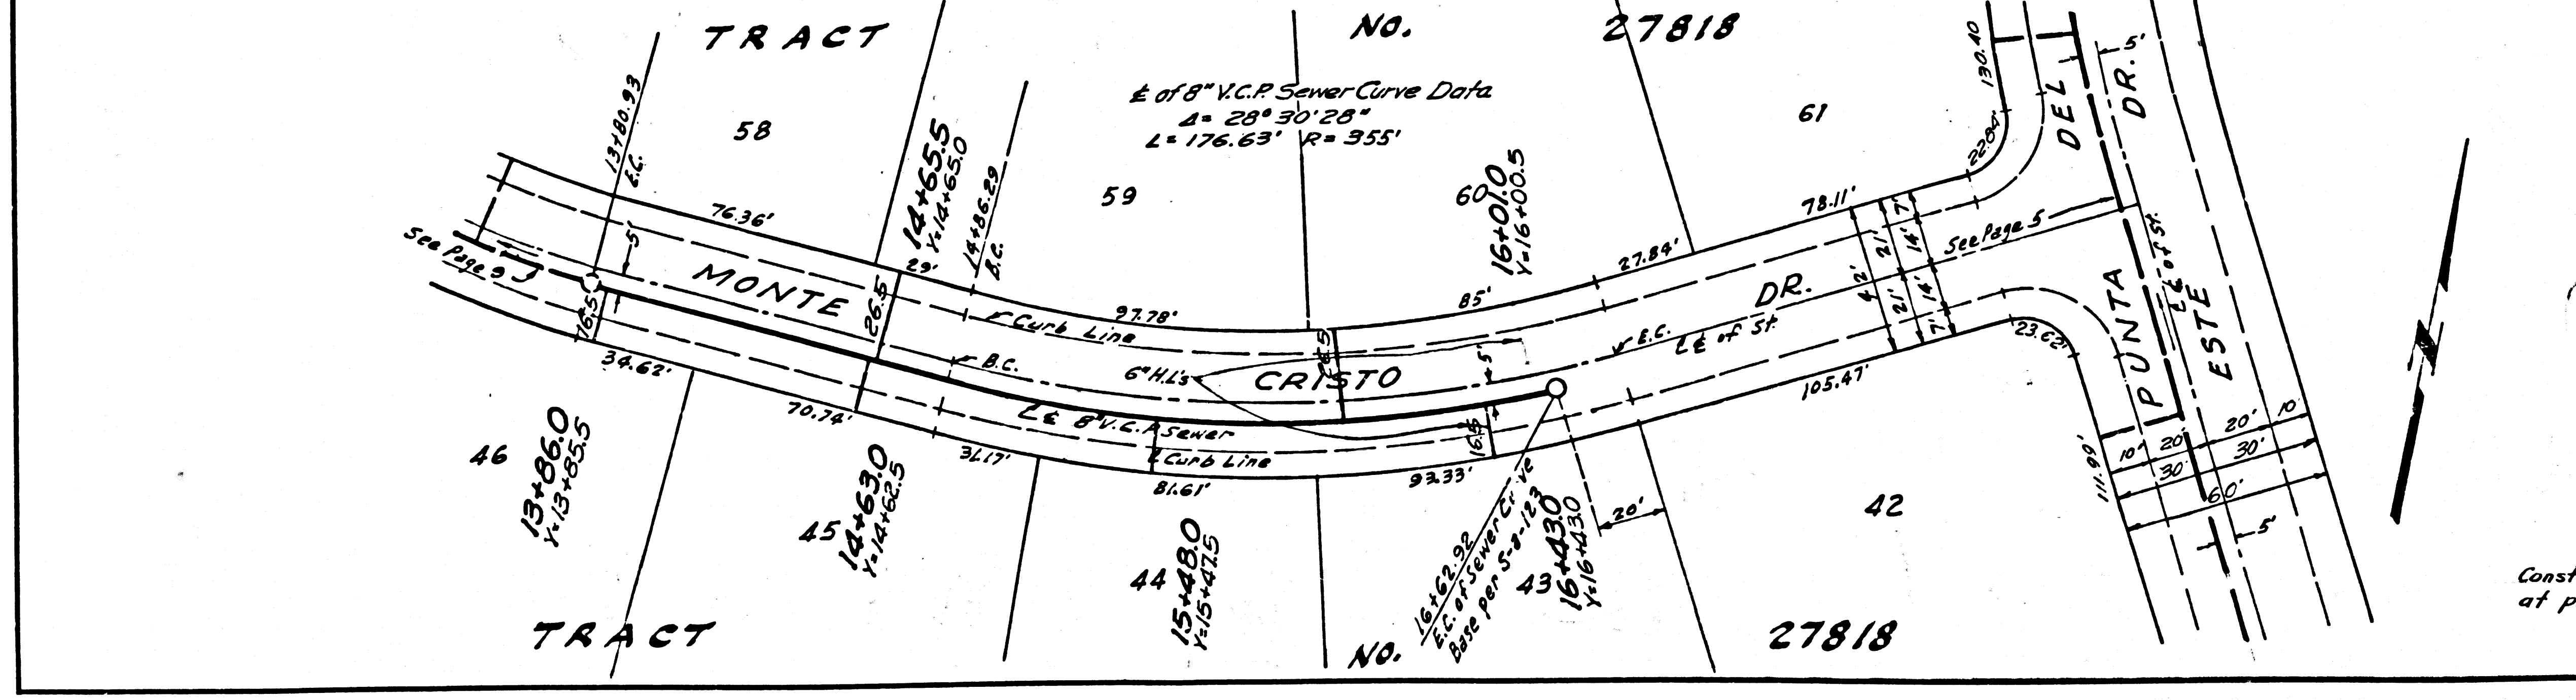 TRACT No. 27818
℄ of 8" V.C.P. Sewer Curve Data
Δ= 28° 30' 28"
L= 176.63' R= 355'
58
59
60
61
13+80.93
E.C.
14+65.5
Y=14+65.0
14+86.29
B.C.
16+01.0
Y=16+00.5
130.40
22.84'
DEL
DR.
5'
76.36'
29'
97.78'
85'
27.84'
78.11'
See Page 9
5'
16.5'
MONTE
26.5
Curb Line
B.C.
6" H.L's
CRISTO
5'
E.C.
℄ of St.
DR.
42'
21'
21'
7'
14'
14'
7'
See Page 5
℄ of St.
PUNTA
ESTE
34.62'
70.74'
31.17'
℄ 8" V.C.P. Sewer
Curb Line
81.61'
93.33'
16.5
105.47'
23.62'
111.99'
10'
20'
20'
10'
30'
30'
60'
5'
N
46
13+86.0
Y=13+85.5
45
14+63.0
Y=14+62.5
44
15+48.0
Y=15+47.5
16+62.92
E.C. of Sewer Curve
Base per S-8-123
43
16+43.0
Y=16+43.0
20'
42
Const
at p
TRACT No. 27818